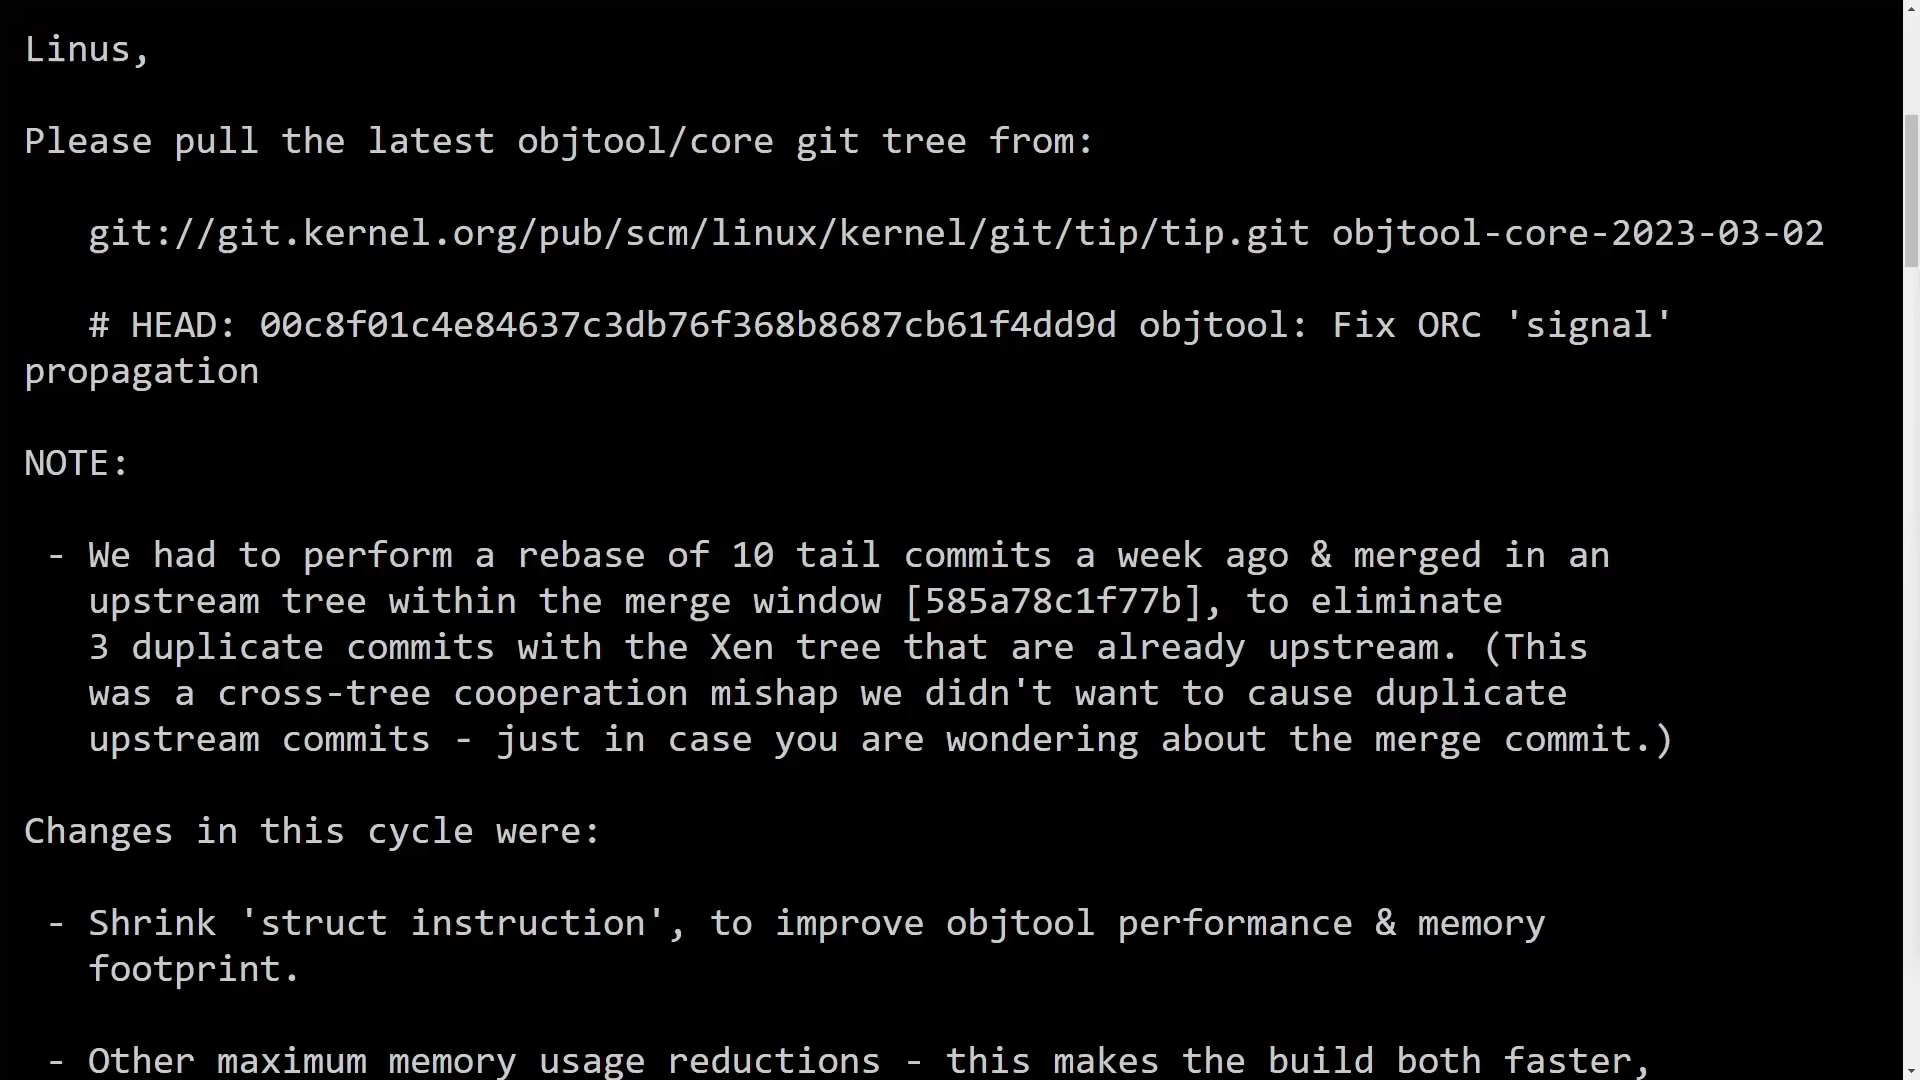 Linus,
Please pull the latest objtool/core git tree from:
git://git.kernel.org/pub/scm/linux/kernel/git/tip/tip.git objtool-core-2023-03-02
# HEAD: 00c8f01c4e84637c3db76f368b8687cb61f4dd9d objtool: Fix ORC 'signal'
propagation
NOTE:
- We had to perform a rebase of 10 tail commits a week ago & merged in an
upstream tree within the merge window [585a78c1f77b], to eliminate
3 duplicate commits with the Xen tree that are already upstream. (This
was a cross-tree cooperation mishap we didn't want to cause duplicate
upstream commits - just in case you are wondering about the merge commit.)
Changes in this cycle were:
- Shrink 'struct instruction', to improve objtool performance & memory
footprint.
- Other maximum memory usage reductions - this makes the build both faster,